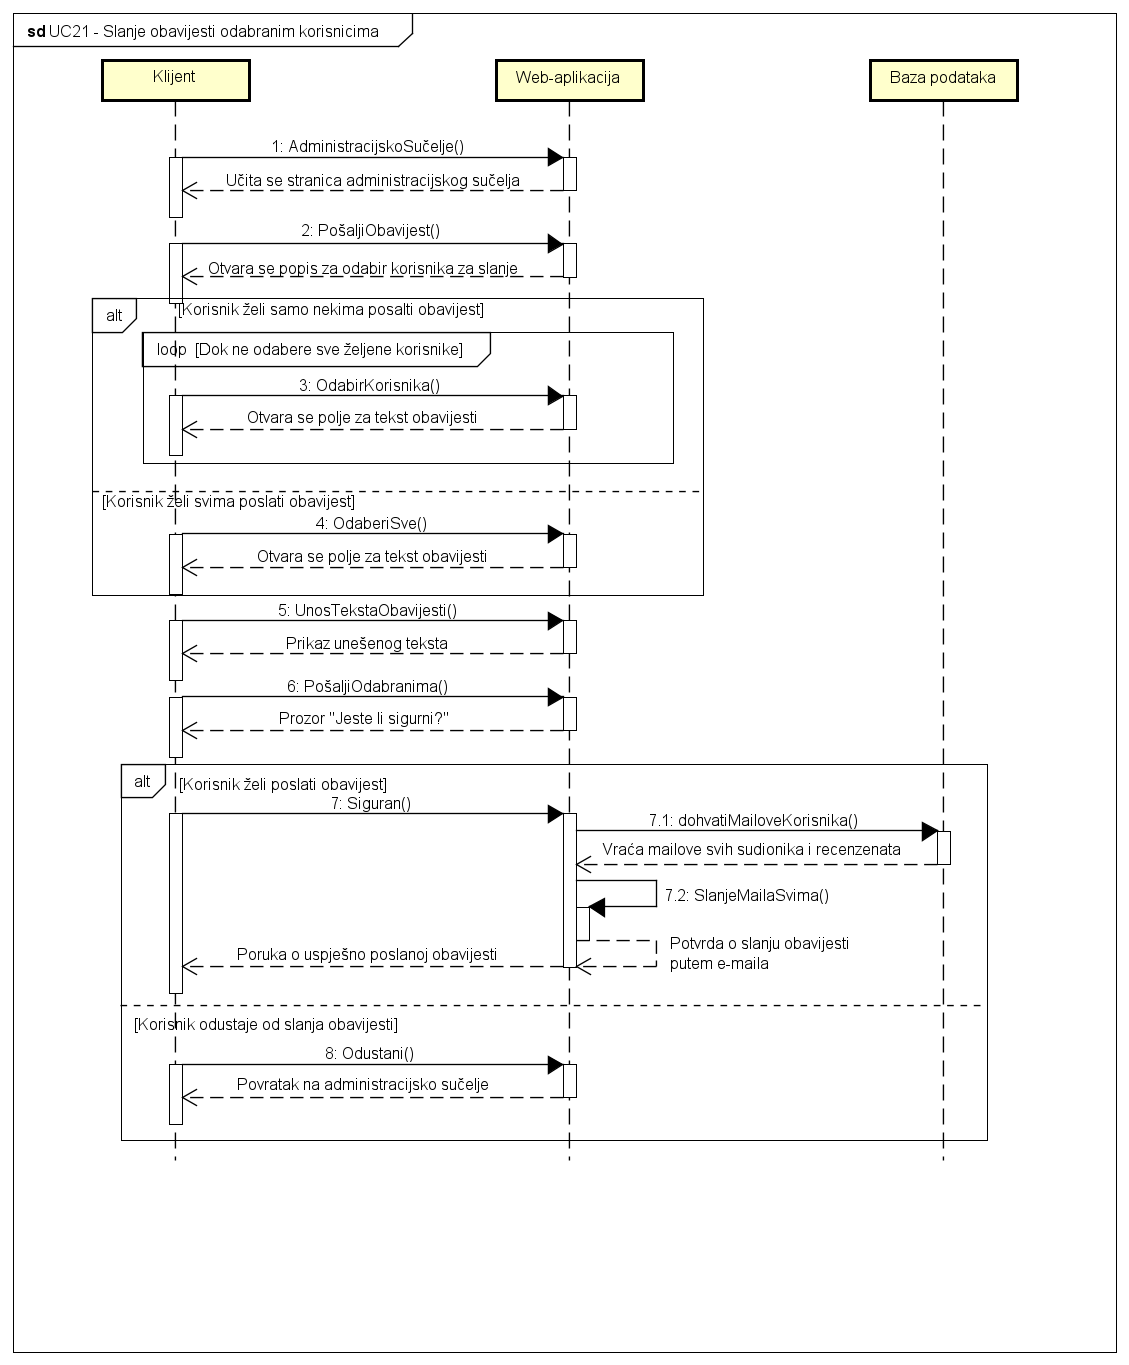 sd UC21 - Slanje obavijesti odabranim korisnicima
Klijent
Web-aplikacija
Baza podataka
1: AdministracijskoSučelje()
Učita se stranica administracijskog sučelja
2: PošaljiObavijest()
Otvara se popis za odabir korisnika za slanje
alt
[Korisnik želi samo nekima posalti obavijest]
loop [Dok ne odabere sve željene korisnike]
3: OdabirKorisnika()
Otvara se polje za tekst obavijesti
[Korisnik želi svima poslati obavijest]
4: OdaberiSve()
Otvara se polje za tekst obavijesti
5: UnosTekstaObavijesti()
Prikaz unešenog teksta
6: PošaljiOdabranima()
Prozor "Jeste li sigurni?"
alt
[Korisnik želi poslati obavijest]
7: Siguran()
7.1: dohvatiMailoveKorisnika()
Vraća mailove svih sudionika i recenzenata
7.2: SlanjeMailaSvima()
Potvrda o slanju obavijesti
putem e-maila
Poruka o uspješno poslanoj obavijesti
[Korisnik odustaje od slanja obavijesti]
8: Odustani()
Povratak na administracijsko sučelje